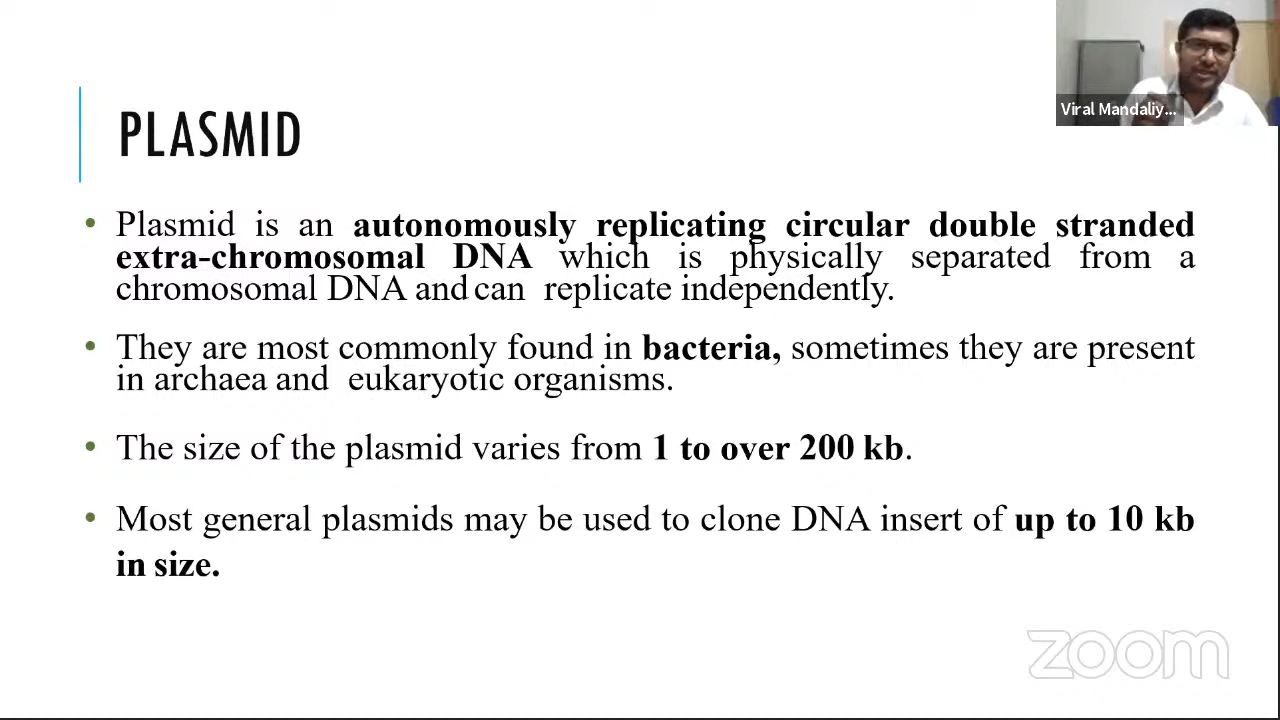 Viral Mandaliy...
PLASMID
• Plasmid is an autonomously replicating circular double stranded
extra-chromosomal DNA which is physically separated from a
chromosomal DNA and can replicate independently.
• They are most commonly found in bacteria, sometimes they are present
in archaea and eukaryotic organisms.
• The size of the plasmid varies from 1 to over 200 kb.
• Most general plasmids may be used to clone DNA insert of up to 10 kb
in size.
zoom